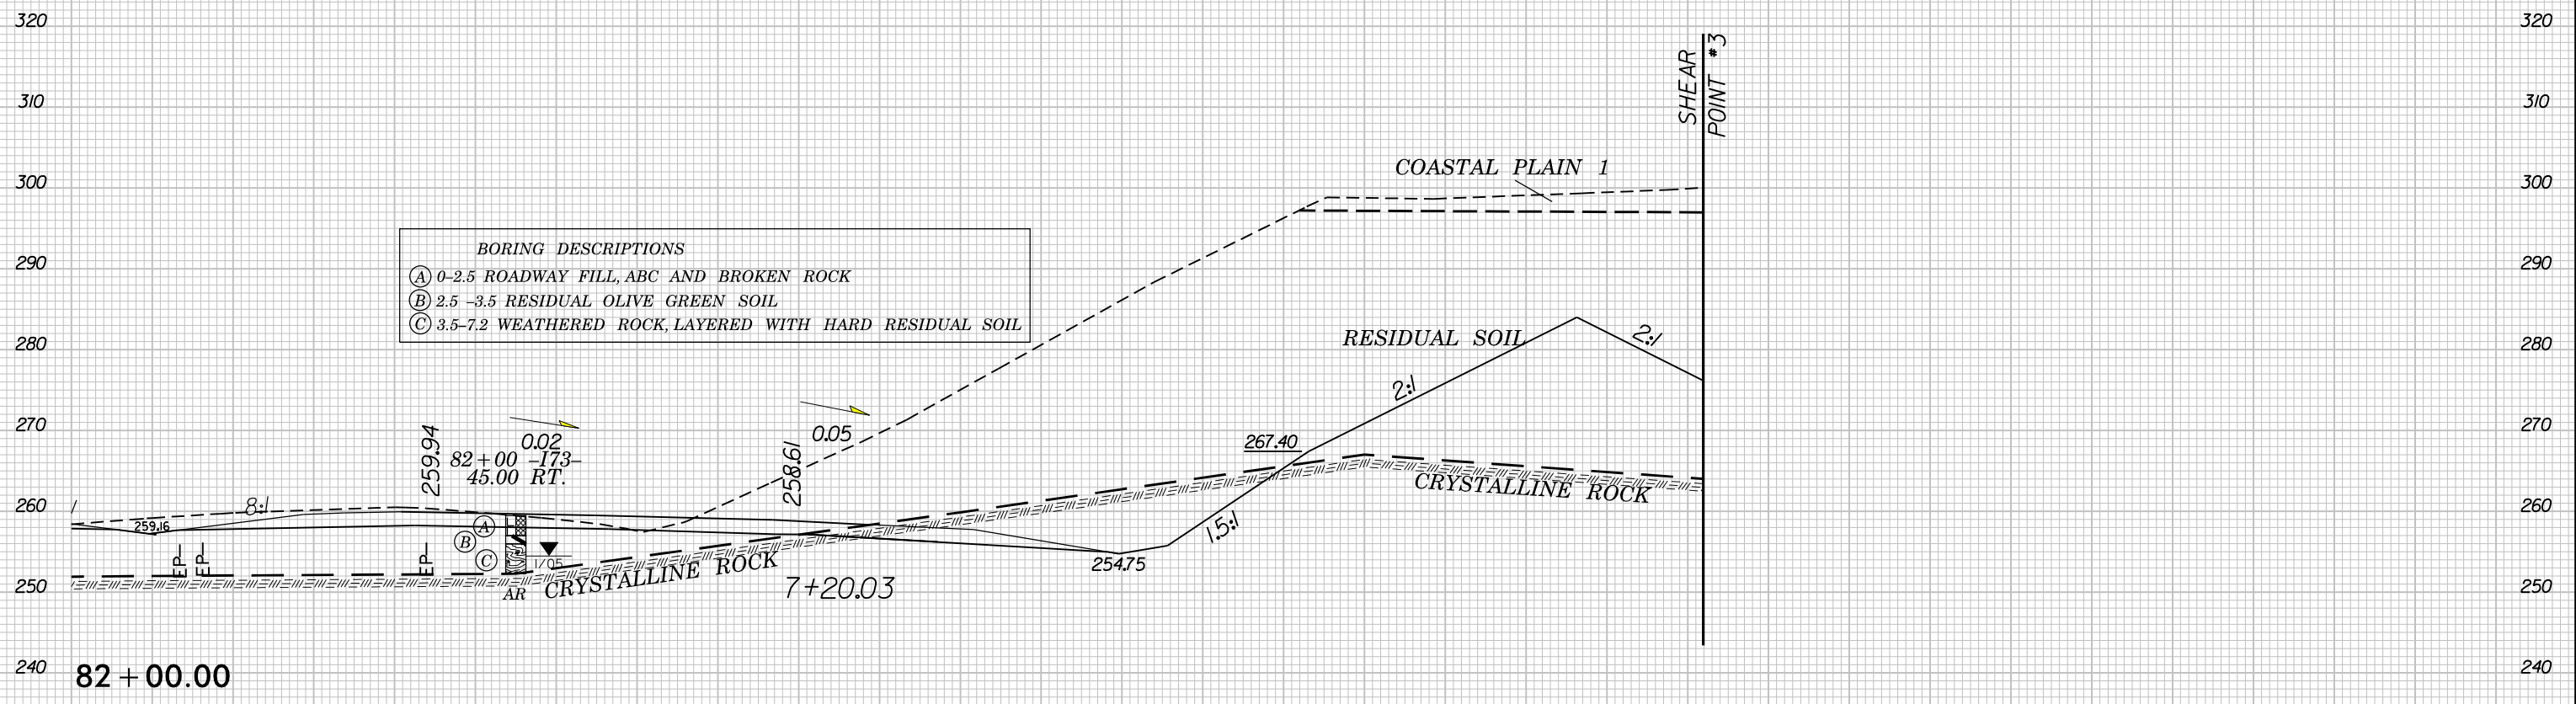 320 320
SHEAR
POINT #3
310 310
300 300
COASTAL PLAIN 1
290 290
BORING DESCRIPTIONS
A 0-2.5 ROADWAY FILL, ABC AND BROKEN ROCK
B 2.5 -3.5 RESIDUAL OLIVE GREEN SOIL
C 3.5-7.2 WEATHERED ROCK, LAYERED WITH HARD RESIDUAL SOIL
280 280
RESIDUAL SOIL
2:1
2:1
270 270
259.94
0.02
82+00 -I73-
45.00 RT.
258.61
0.05
267.40
CRYSTALLINE ROCK
260 260
8:1
259.16
A
B
C
1.5:1
EP
EP
EP
1/05
CRYSTALLINE ROCK
254.75
250 250
AR
7+20.03
240 240
82+00.00